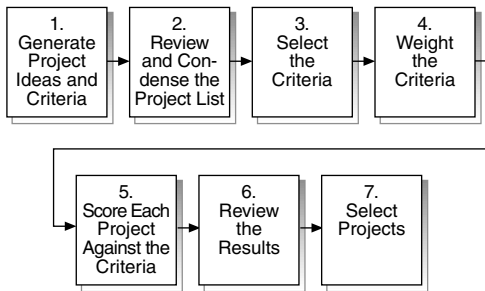 1.
Generate
Project
Ideas and
Criteria
2.
Review
and Con-
dense the
Project List
3.
Select
the
Criteria
4.
Weight
the
Criteria
5.
Score Each
Project
Against the
Criteria
6.
Review
the
Results
7.
Select
Projects